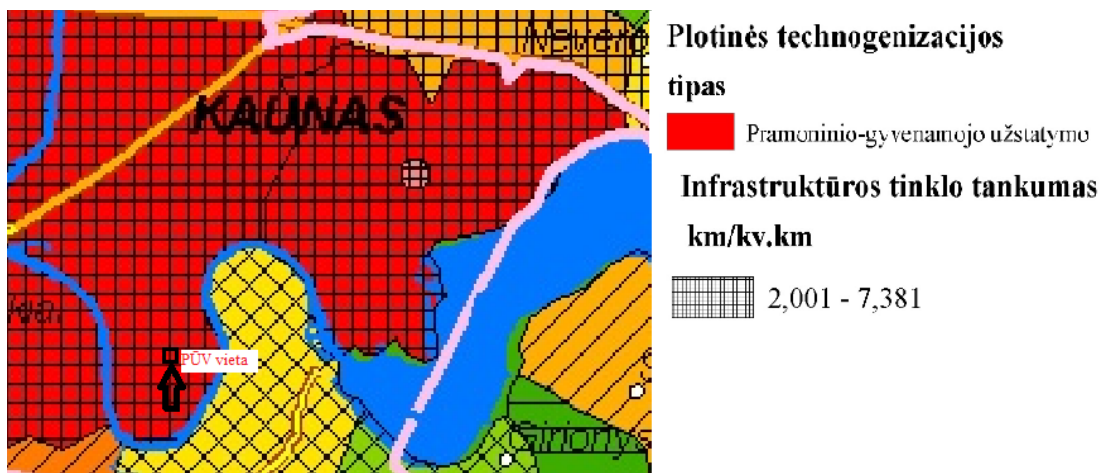 KAUNAS
PŪV vieta
Plotinės technogenizacijos
tipas
Pramoninio-gyvenamojo užstatymo
Infrastruktūros tinklo tankumas
km/kv.km
2,001 - 7,381